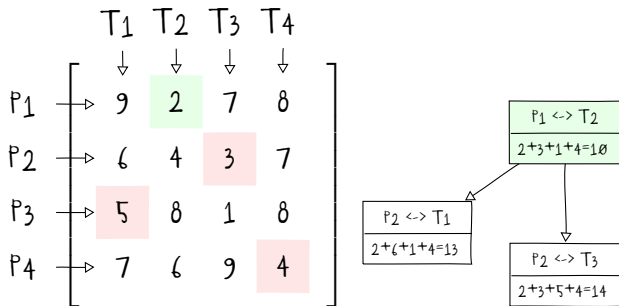 T1 T2 T3 T4
P1 9 2 7 8
P2 6 4 3 7
P3 5 8 1 8
P4 7 6 9 4
P1 <-> T2
2+3+1+4=10
P2 <-> T1
2+6+1+4=13
P2 <-> T3
2+3+5+4=14